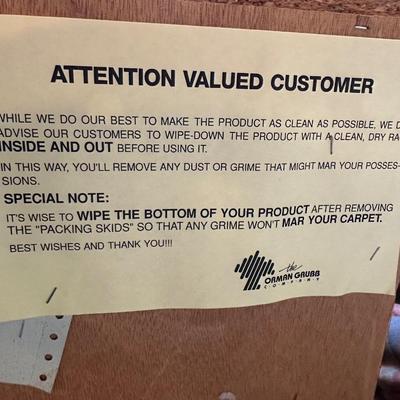 ATTENTION VALUED CUSTOMER
WHILE WE DO OUR BEST TO MAKE THE PRODUCT AS CLEAN AS POSSIBLE, WE D
ADVISE OUR CUSTOMERS TO WIPE-DOWN THE PRODUCT WITH A CLEAN, DRY RA
INSIDE AND OUT BEFORE USING IT.
IN THIS WAY, YOU'LL REMOVE ANY DUST OR GRIME THAT MIGHT MAR YOUR POSSES-
SIONS.
SPECIAL NOTE:
IT'S WISE TO WIPE THE BOTTOM OF YOUR PRODUCT AFTER REMOVING
THE "PACKING SKIDS" SO THAT ANY GRIME WON'T MAR YOUR CARPET.
BEST WISHES AND THANK YOU!!!
the
ORMAN GRUBB
COMPANY